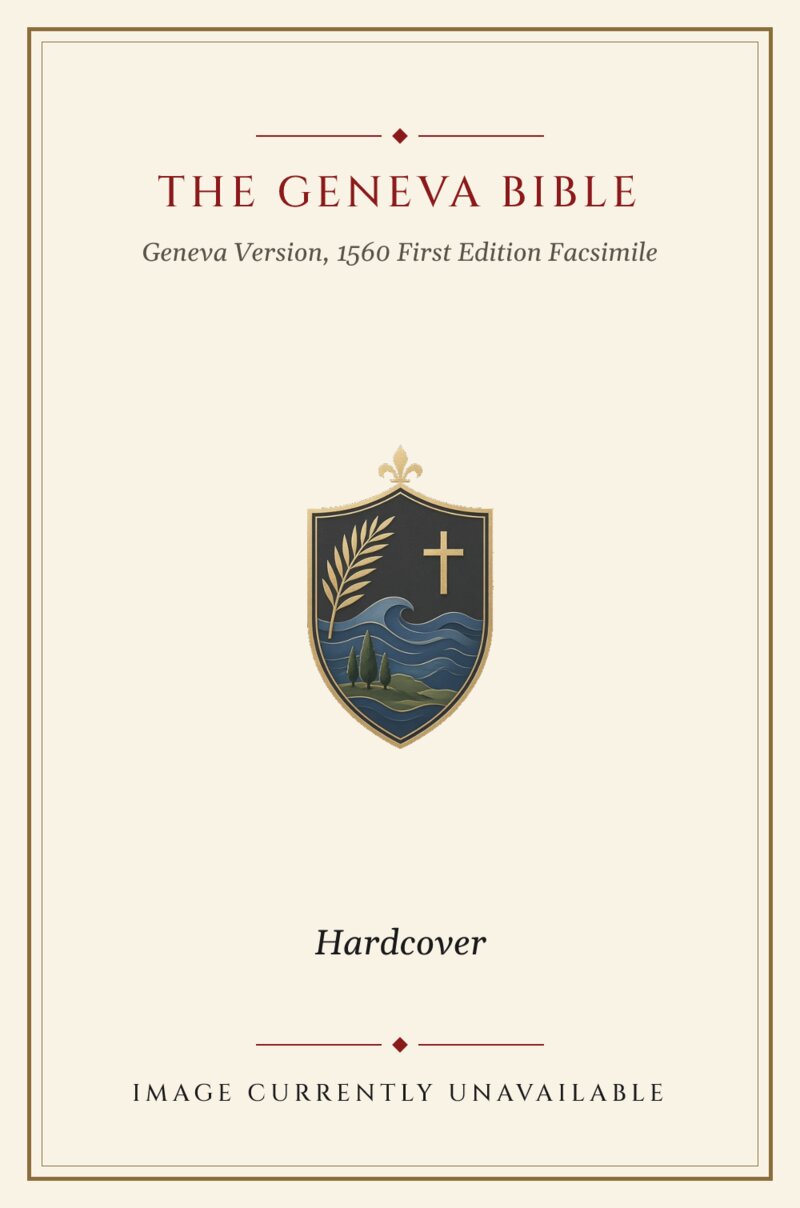 THE GENEVA BIBLE
Geneva Version, 1560 First Edition Facsimile
Hardcover
IMAGE CURRENTLY UNAVAILABLE